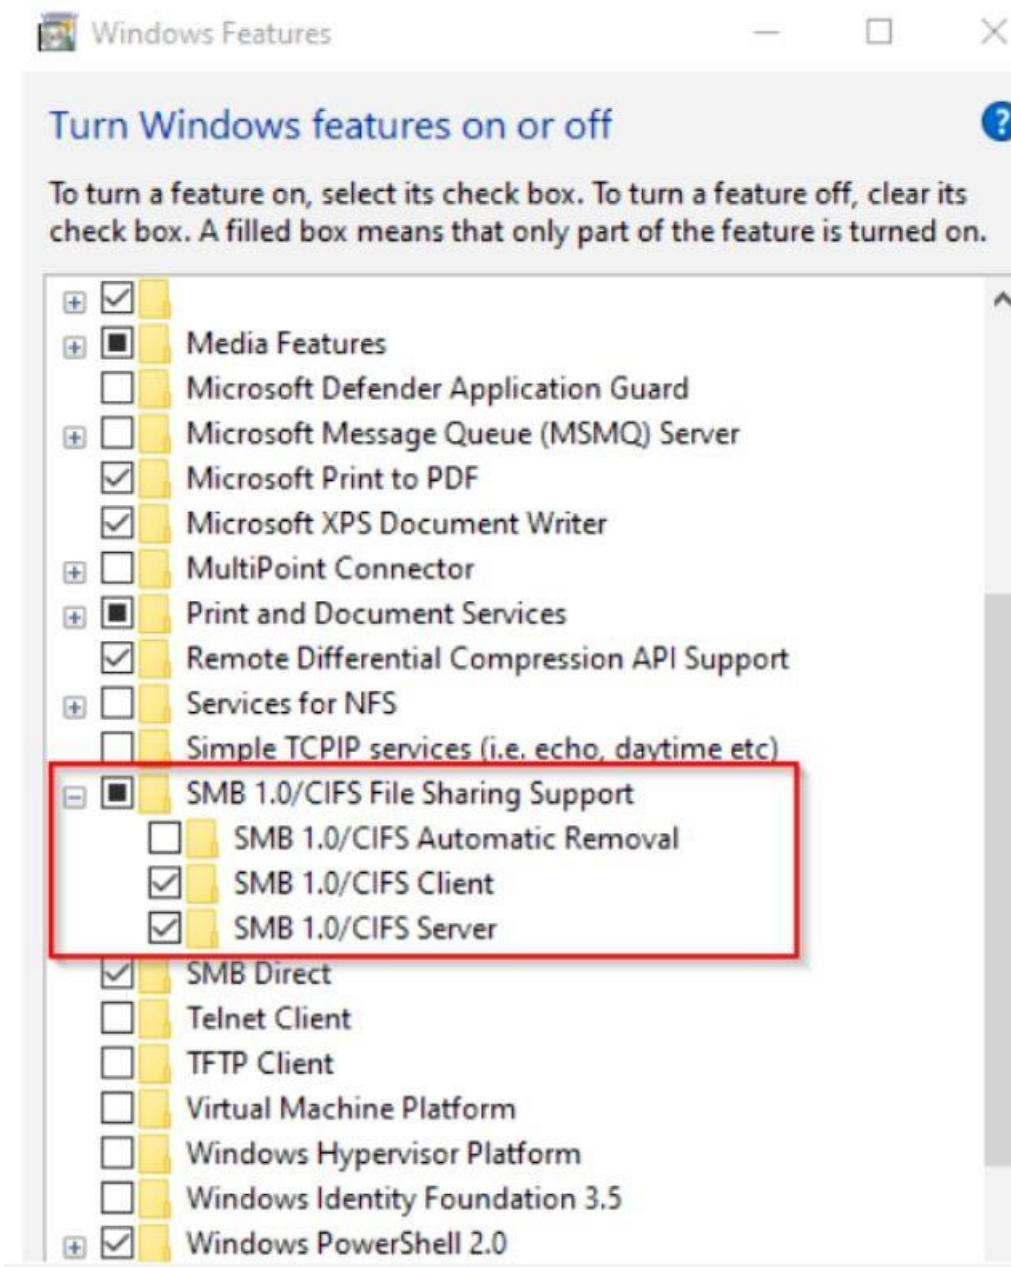 Windows Features
Turn Windows features on or off
?
To turn a feature on, select its check box. To turn a feature off, clear its
check box. A filled box means that only part of the feature is turned on.
Media Features
Microsoft Defender Application Guard
Microsoft Message Queue (MSMQ) Server
Microsoft Print to PDF
Microsoft XPS Document Writer
MultiPoint Connector
Print and Document Services
Remote Differential Compression API Support
Services for NFS
Simple TCPIP services (i.e. echo, daytime etc)
SMB 1.0/CIFS File Sharing Support
SMB 1.0/CIFS Automatic Removal
SMB 1.0/CIFS Client
SMB 1.0/CIFS Server
SMB Direct
Telnet Client
TFTP Client
Virtual Machine Platform
Windows Hypervisor Platform
Windows Identity Foundation 3.5
Windows PowerShell 2.0